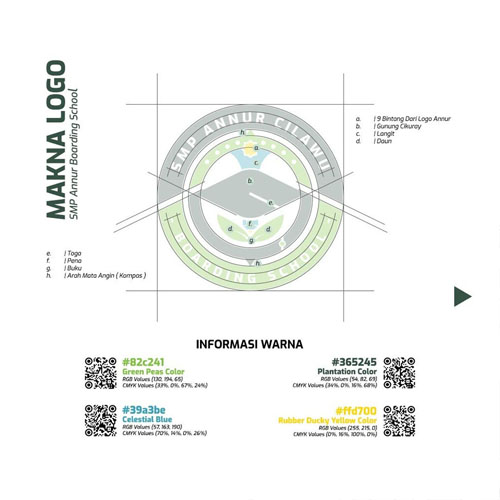 MAKNA LOGO
SMP Annur Boarding School
SMP ANNUR CILAWU
BOARDING SCHOOL
h.
a.
c.
b.
e.
f.
d.
d.
g.
h.
a. | 9 Bintang Dari Logo Annur
b. | Gunung Cikuray
c. | Langit
d. | Daun
e. | Toga
f. | Pena
g. | Buku
h. | Arah Mata Angin ( Kompas )
INFORMASI WARNA
#82c241
Green Peas Color
RGB Values (130, 194, 65)
CMYK Values (33%, 0%, 67%, 24%)
#365245
Plantation Color
RGB Values (54, 82, 69)
CMYK Values (34%, 0%, 16%, 68%)
#39a3be
Celestial Blue
RGB Values (57, 163, 190)
CMYK Values (70%, 14%, 0%, 26%)
#ffd700
Rubber Ducky Yellow Color
RGB Values (255, 215, 0)
CMYK Values (0%, 16%, 100%, 0%)